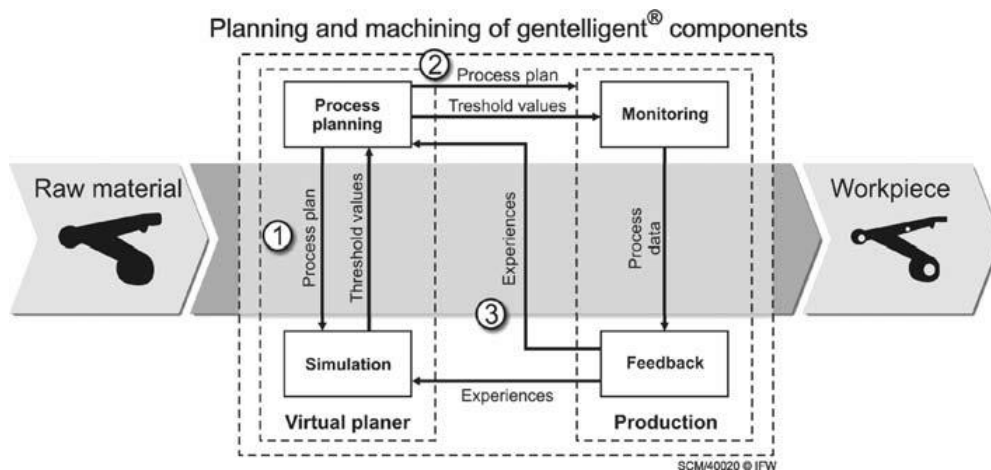 Planning and machining of gentelligent® components
2
Process plan
Treshold values
Process
planning
Monitoring
Raw material
Workpiece
1
Process plan
Threshold values
Experiences
Process
data
3
Simulation
Feedback
Experiences
Virtual planer
Production
SCM/40020 © IFW